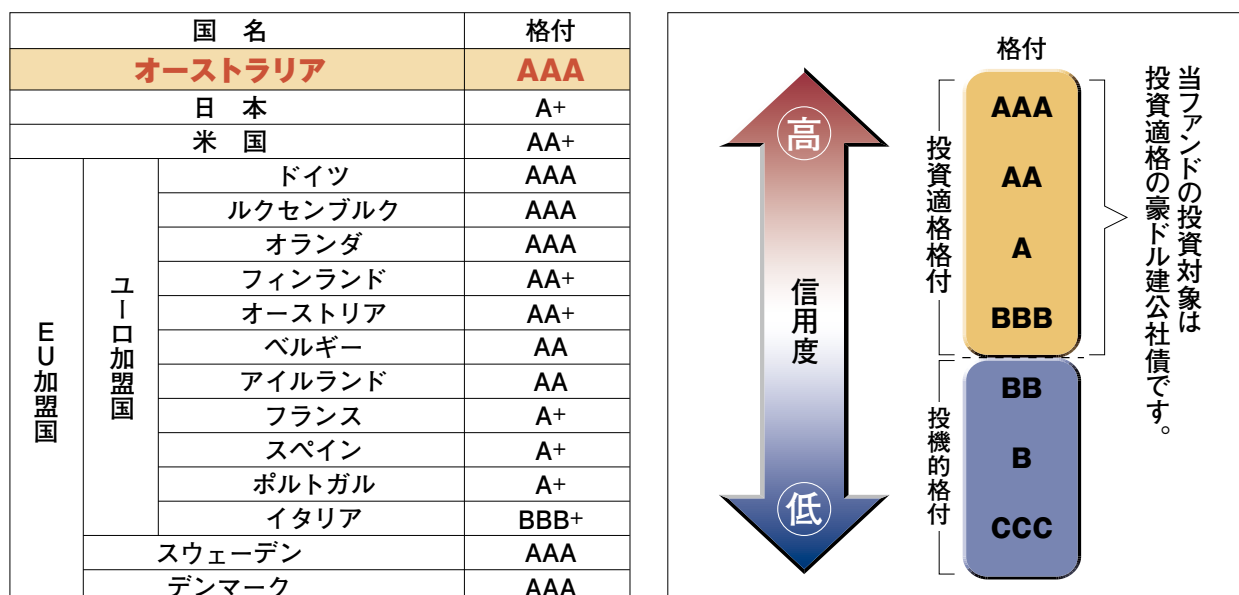 国 名 格付
オーストラリア AAA
日 本 A+
米 国 AA+
EU加盟国
ユーロ加盟国
ドイツ AAA
ルクセンブルク AAA
オランダ AAA
フィンランド AA+
オーストリア AA+
ベルギー AA
アイルランド AA
フランス A+
スペイン A+
ポルトガル A+
イタリア BBB+
スウェーデン AAA
デンマーク AAA
高
信用度
低
格付
投資適格格付
AAA
AA
A
BBB
投機的格付
BB
B
CCC
当ファンドの投資対象は
投資適格の豪ドル建公社債です。